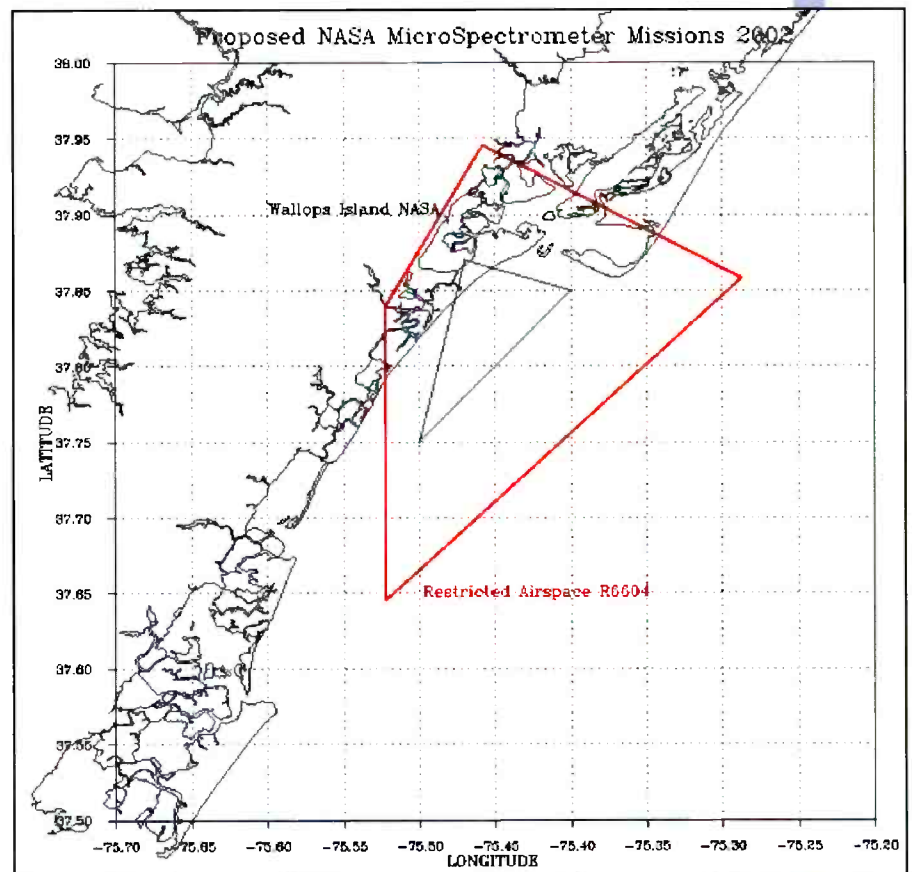 Proposed NASA MicroSpectrometer Missions 2002
38.00
37.95
37.90
Wallops Island NASA
37.85
37.80
37.75
LATITUDE
37.70
37.65
Restricted Airspace R6604
37.60
37.55
37.50
-75.70 -75.65 -75.60 -75.55 -75.50 -75.45 -75.40 -75.35 -75.30 -75.25 -75.20
LONGITUDE